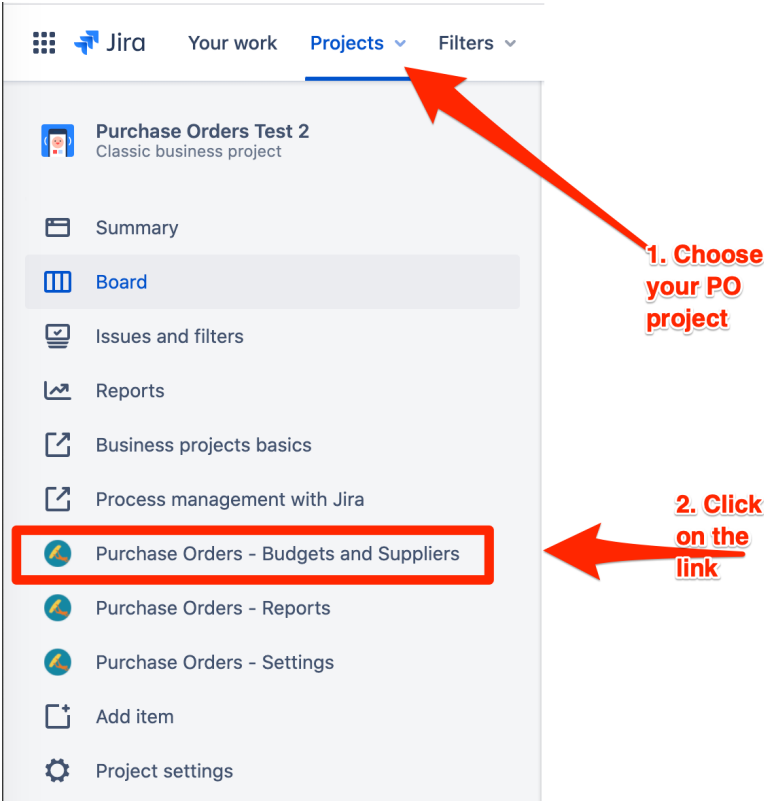 Jira Your work Projects Filters
Purchase Orders Test 2
Classic business project
Summary
Board
Issues and filters
Reports
Business projects basics
Process management with Jira
Purchase Orders - Budgets and Suppliers
Purchase Orders - Reports
Purchase Orders - Settings
Add item
Project settings
1. Choose
your PO
project
2. Click
on the
link